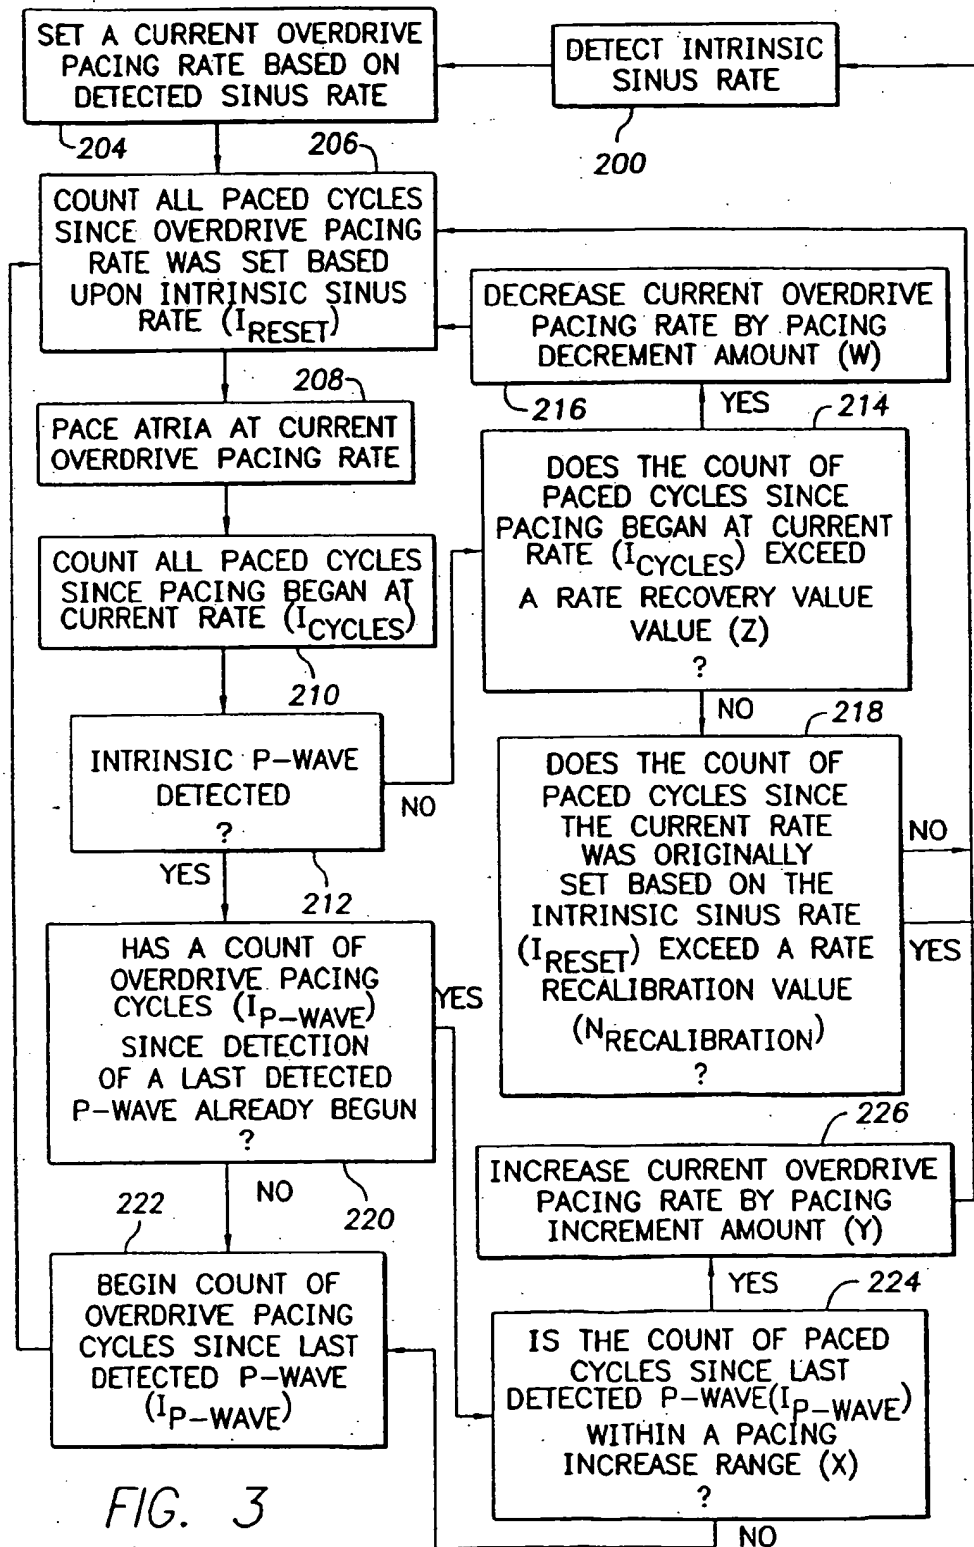 SET A CURRENT OVERDRIVE
PACING RATE BASED ON
DETECTED SINUS RATE
204
DETECT INTRINSIC
SINUS RATE
200
206
COUNT ALL PACED CYCLES
SINCE OVERDRIVE PACING
RATE WAS SET BASED
UPON INTRINSIC SINUS
RATE (I_RESET)
208
PACE ATRIA AT CURRENT
OVERDRIVE PACING RATE
COUNT ALL PACED CYCLES
SINCE PACING BEGAN AT
CURRENT RATE (I_CYCLES)
210
INTRINSIC P-WAVE
DETECTED
?
NO
YES
212
DECREASE CURRENT OVERDRIVE
PACING RATE BY PACING
DECREMENT AMOUNT (W)
216
YES
214
DOES THE COUNT OF
PACED CYCLES SINCE
PACING BEGAN AT CURRENT
RATE (I_CYCLES) EXCEED
A RATE RECOVERY VALUE
VALUE (Z)
?
NO
218
DOES THE COUNT OF
PACED CYCLES SINCE
THE CURRENT RATE
WAS ORIGINALLY
SET BASED ON THE
INTRINSIC SINUS RATE
(I_RESET) EXCEED A RATE
RECALIBRATION VALUE
(N_RECALIBRATION)
?
NO
YES
HAS A COUNT OF
OVERDRIVE PACING
CYCLES (I_P-WAVE)
SINCE DETECTION
OF A LAST DETECTED
P-WAVE ALREADY BEGUN
?
YES
NO
220
222
BEGIN COUNT OF
OVERDRIVE PACING
CYCLES SINCE LAST
DETECTED P-WAVE
(I_P-WAVE)
226
INCREASE CURRENT OVERDRIVE
PACING RATE BY PACING
INCREMENT AMOUNT (Y)
YES
224
IS THE COUNT OF PACED
CYCLES SINCE LAST
DETECTED P-WAVE(I_P-WAVE)
WITHIN A PACING
INCREASE RANGE (X)
?
NO
FIG. 3